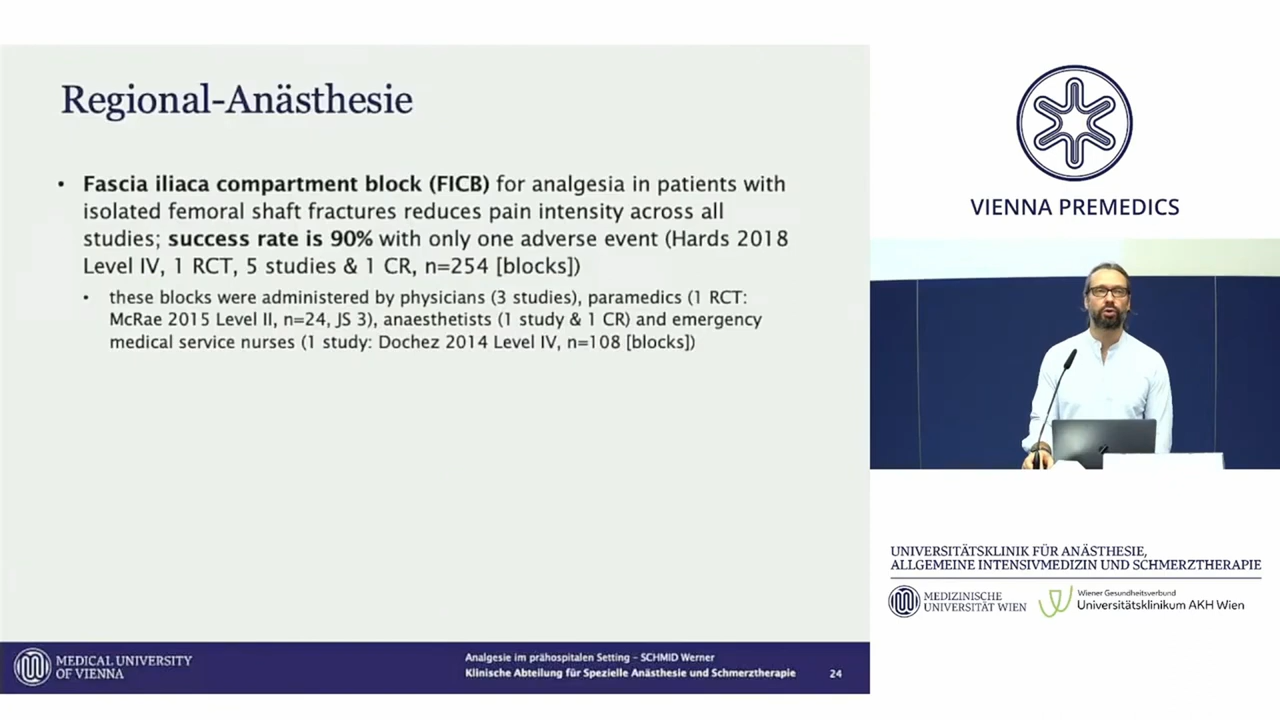 Regional-Anästhesie
• Fascia iliaca compartment block (FICB) for analgesia in patients with
isolated femoral shaft fractures reduces pain intensity across all
studies; success rate is 90% with only one adverse event (Hards 2018
Level IV, 1 RCT, 5 studies & 1 CR, n=254 [blocks])
• these blocks were administered by physicians (3 studies), paramedics (1 RCT:
McRae 2015 Level II, n=24, JS 3), anaesthetists (1 study & 1 CR) and emergency
medical service nurses (1 study: Dochez 2014 Level IV, n=108 [blocks])
MEDICAL UNIVERSITY
OF VIENNA
Analgesie im prähospitalen Setting – SCHMID Werner
Klinische Abteilung für Spezielle Anästhesie und Schmerztherapie
24
VIENNA PREMEDICS
UNIVERSITÄTSKLINIK FÜR ANÄSTHESIE,
ALLGEMEINE INTENSIVMEDIZIN UND SCHMERZTHERAPIE
MEDIZINISCHE
UNIVERSITÄT WIEN
Wiener Gesundheitsverbund
Universitätsklinikum AKH Wien